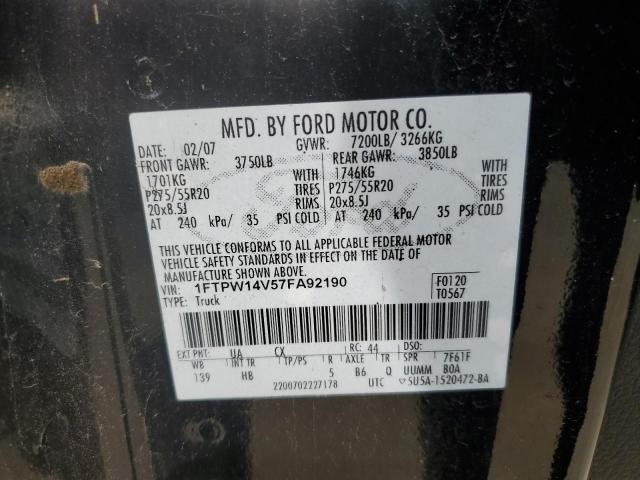 MFD. BY FORD MOTOR CO.
DATE: 02/07 GVWR: 7200LB/ 3266KG
FRONT GAWR: 3750LB REAR GAWR: 3850LB
1701KG WITH 1746KG WITH
P275/55R20 TIRES P275/55R20 TIRES
20x8.5J RIMS 20x8.5J RIMS
AT 240 kPa/ 35 PSI COLD AT 240 kPa/ 35 PSI COLD
Ford
THIS VEHICLE CONFORMS TO ALL APPLICABLE FEDERAL MOTOR
VEHICLE SAFETY STANDARDS IN EFFECT ON THE DATE OF
MANUFACTURE SHOWN ABOVE.
VIN: 1FTPW14V57FA92190 F0120
TYPE: Truck T0567
EXT PNT: UA CX RC: 44 DSO:
WB INT TR TP/PS R AXLE TR SPR 7F61F
139 HB 5 B6 Q UUMM B0A
2200702227178 UTC 5U5A-1520472-BA